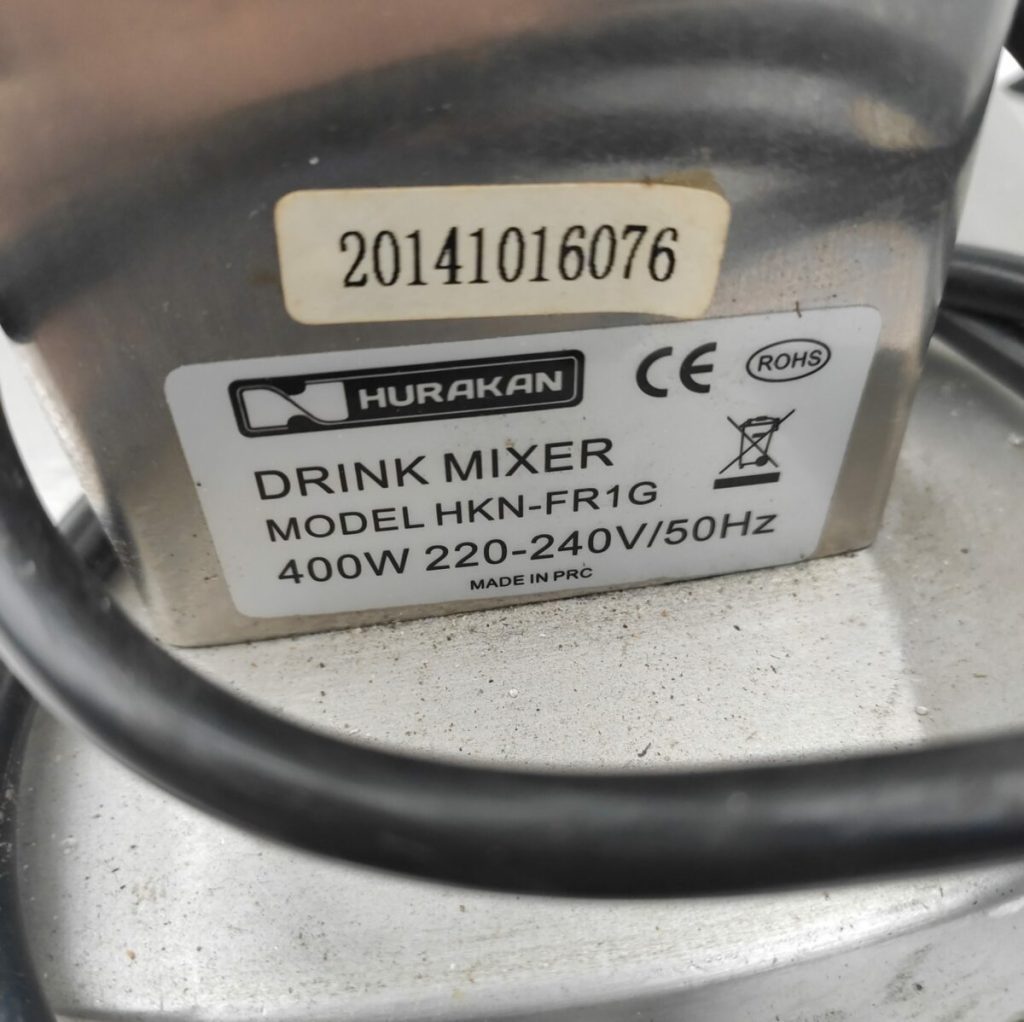 20141016076
HURAKAN
CE
ROHS
DRINK MIXER
MODEL HKN-FR1G
400W 220-240V/50Hz
MADE IN PRC